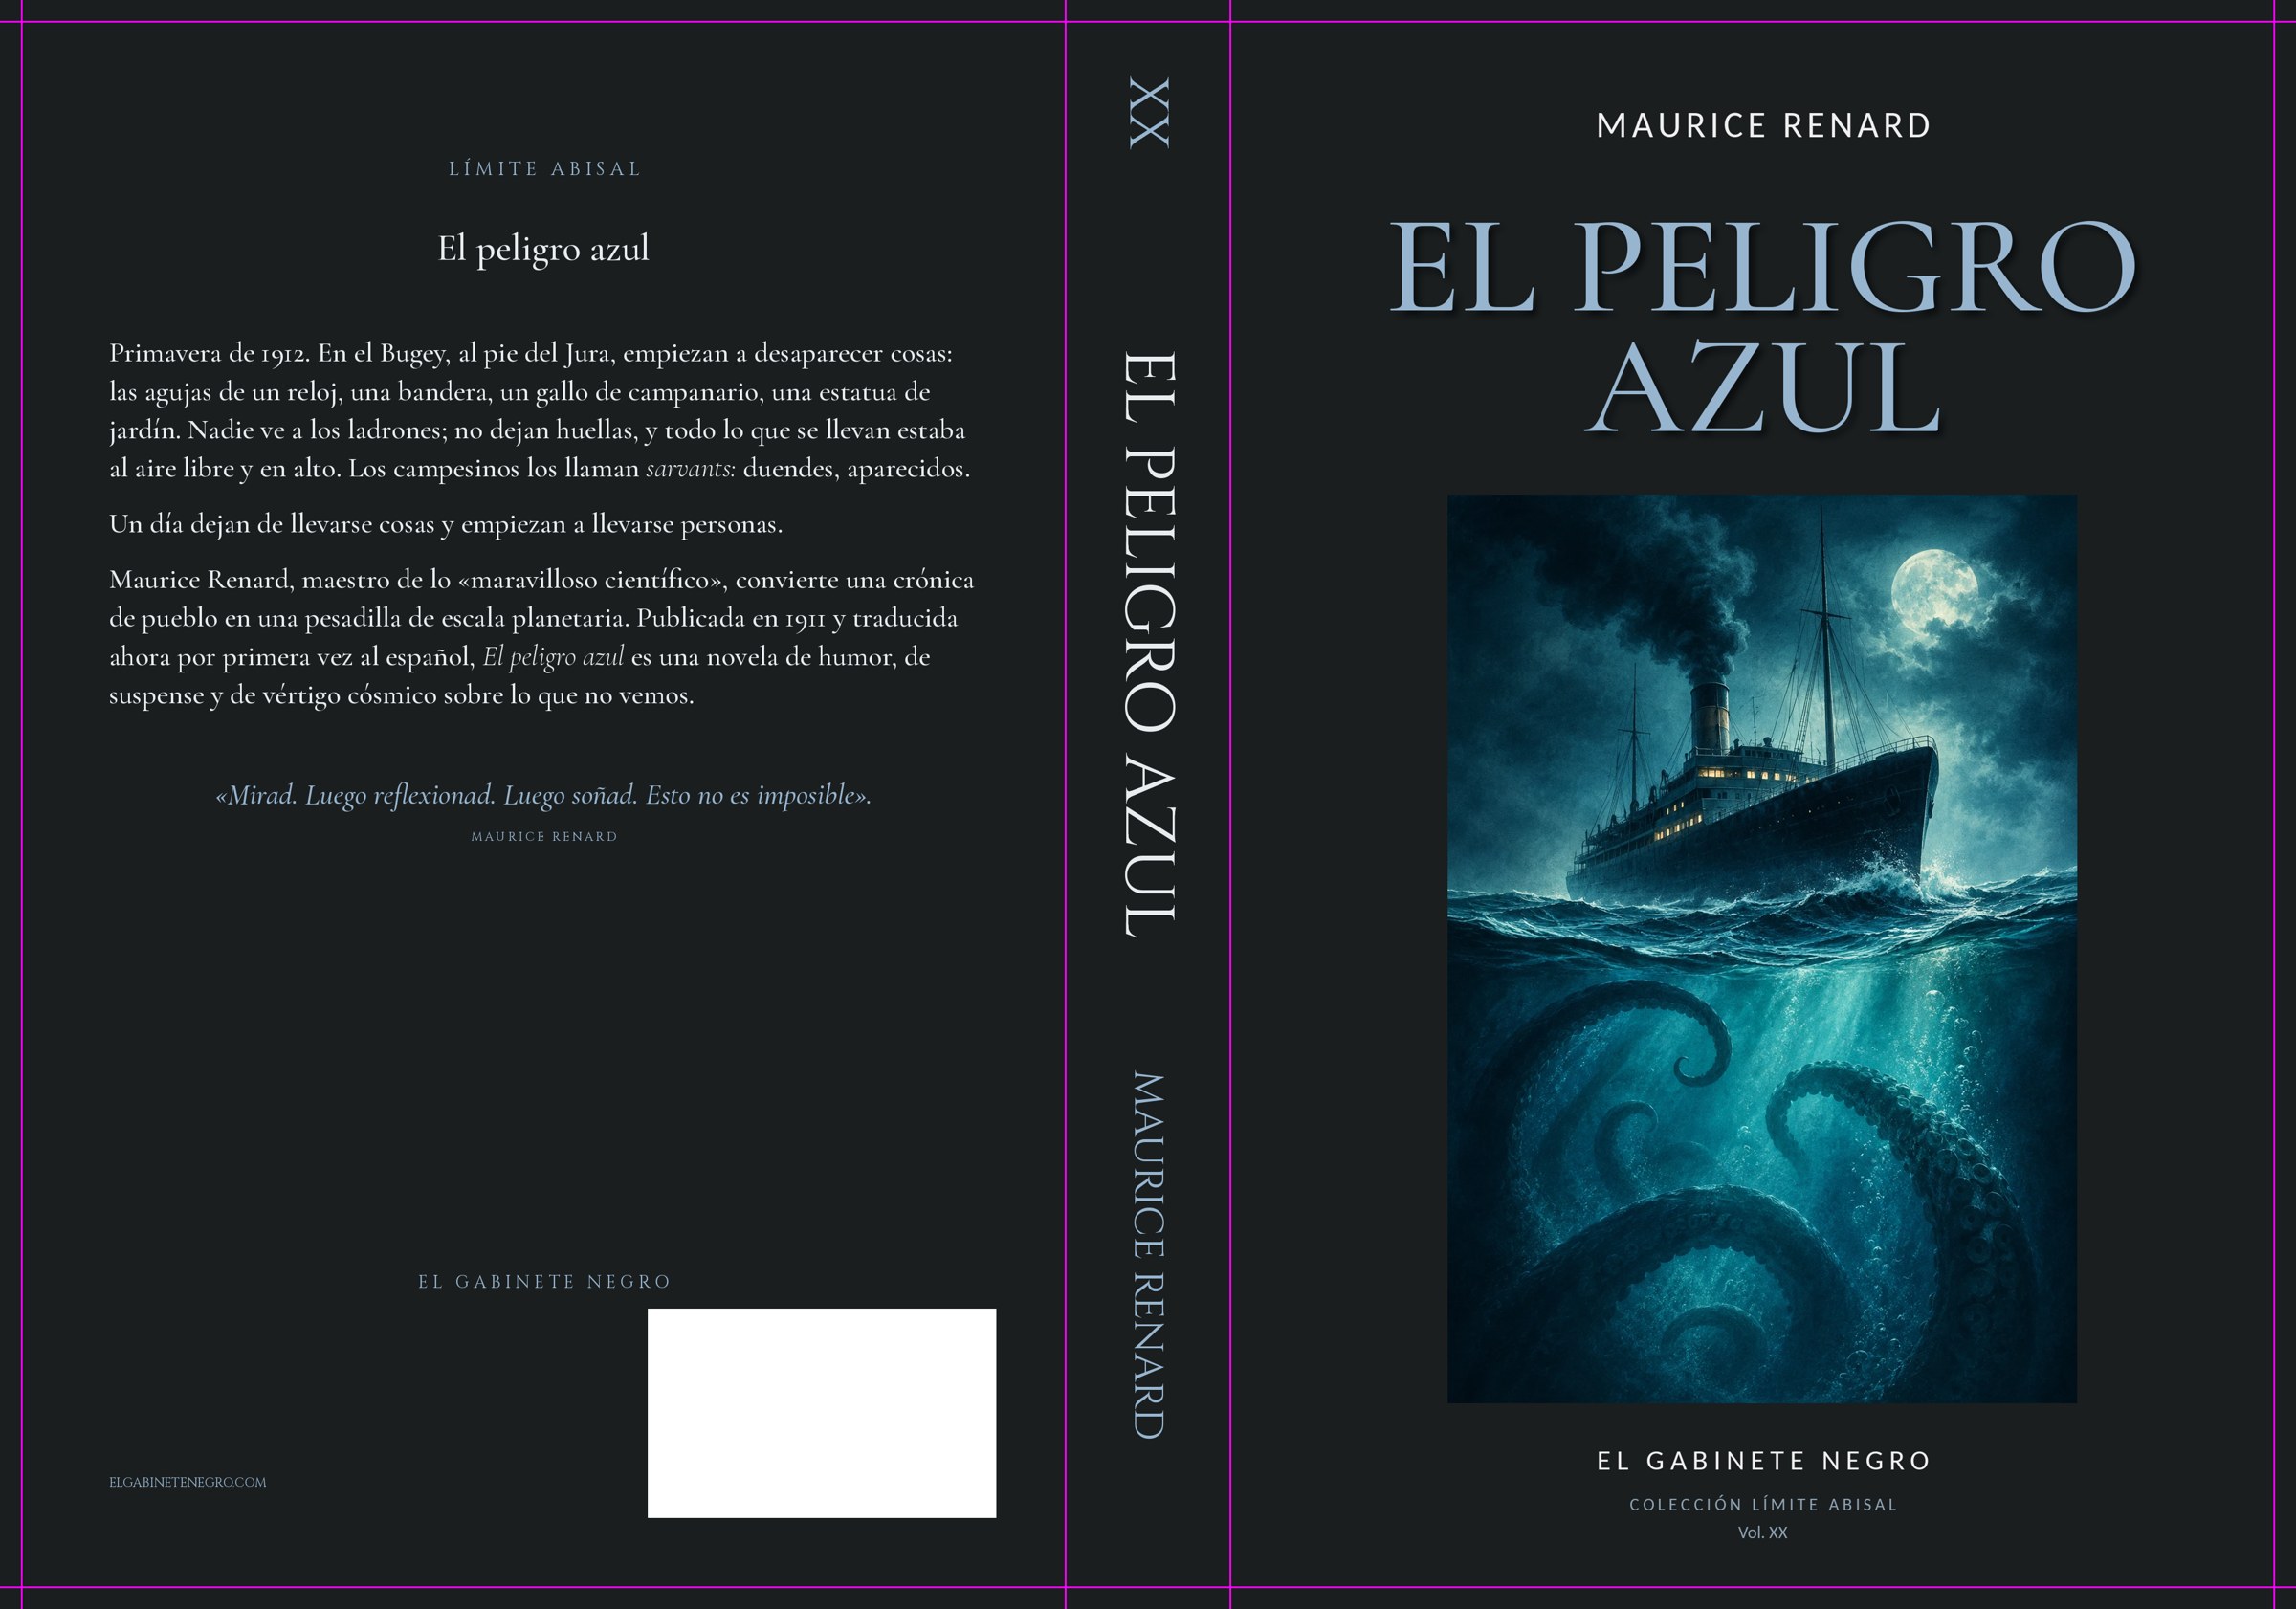 LÍMITE ABISAL
El peligro azul
Primavera de 1912. En el Bugey, al pie del Jura, empiezan a desaparecer cosas:
las agujas de un reloj, una bandera, un gallo de campanario, una estatua de
jardín. Nadie ve a los ladrones; no dejan huellas, y todo lo que se llevan estaba
al aire libre y en alto. Los campesinos los llaman sarvants: duendes, aparecidos.
Un día dejan de llevarse cosas y empiezan a llevarse personas.
Maurice Renard, maestro de lo «maravilloso científico», convierte una crónica
de pueblo en una pesadilla de escala planetaria. Publicada en 1911 y traducida
ahora por primera vez al español, El peligro azul es una novela de humor, de
suspense y de vértigo cósmico sobre lo que no vemos.
«Mirad. Luego reflexionad. Luego soñad. Esto no es imposible».
MAURICE RENARD
EL GABINETE NEGRO
ELGABINETENEGRO.COM
XX
EL PELIGRO AZUL
MAURICE RENARD
MAURICE RENARD
EL PELIGRO
AZUL
EL GABINETE NEGRO
COLECCIÓN LÍMITE ABISAL
Vol. XX